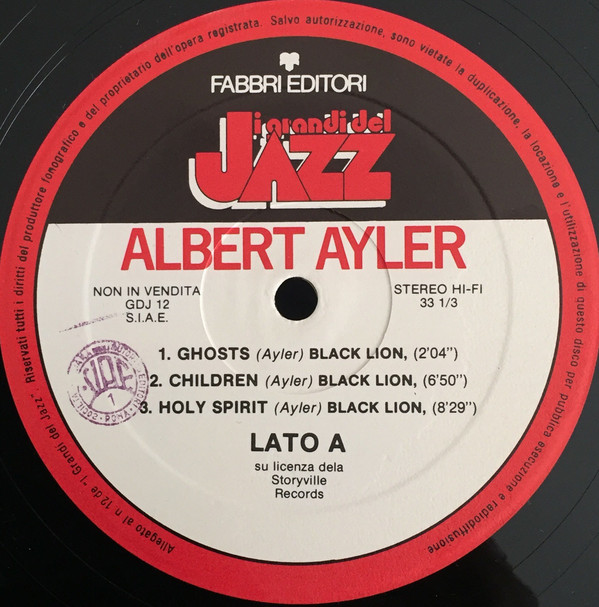 Allegato al n. 12 de "I Grandi del Jazz". Riservati tutti i diritti del produttore fonografico e del proprietario dell'opera registrata. Salvo autorizzazione, sono vietate la duplicazione, la locazione e l'utilizzazione di questo disco per pubblica esecuzione e radiodiffusione
FABBRI EDITORI
i grandi del
JAZZ
ALBERT AYLER
NON IN VENDITA
GDJ 12
S.I.A.E.
STEREO HI-FI
33 1/3
1. GHOSTS (Ayler) BLACK LION, (2'04")
2. CHILDREN (Ayler) BLACK LION, (6'50")
3. HOLY SPIRIT (Ayler) BLACK LION, (8'29")
LATO A
su licenza dela
Storyville
Records
ROMA
1